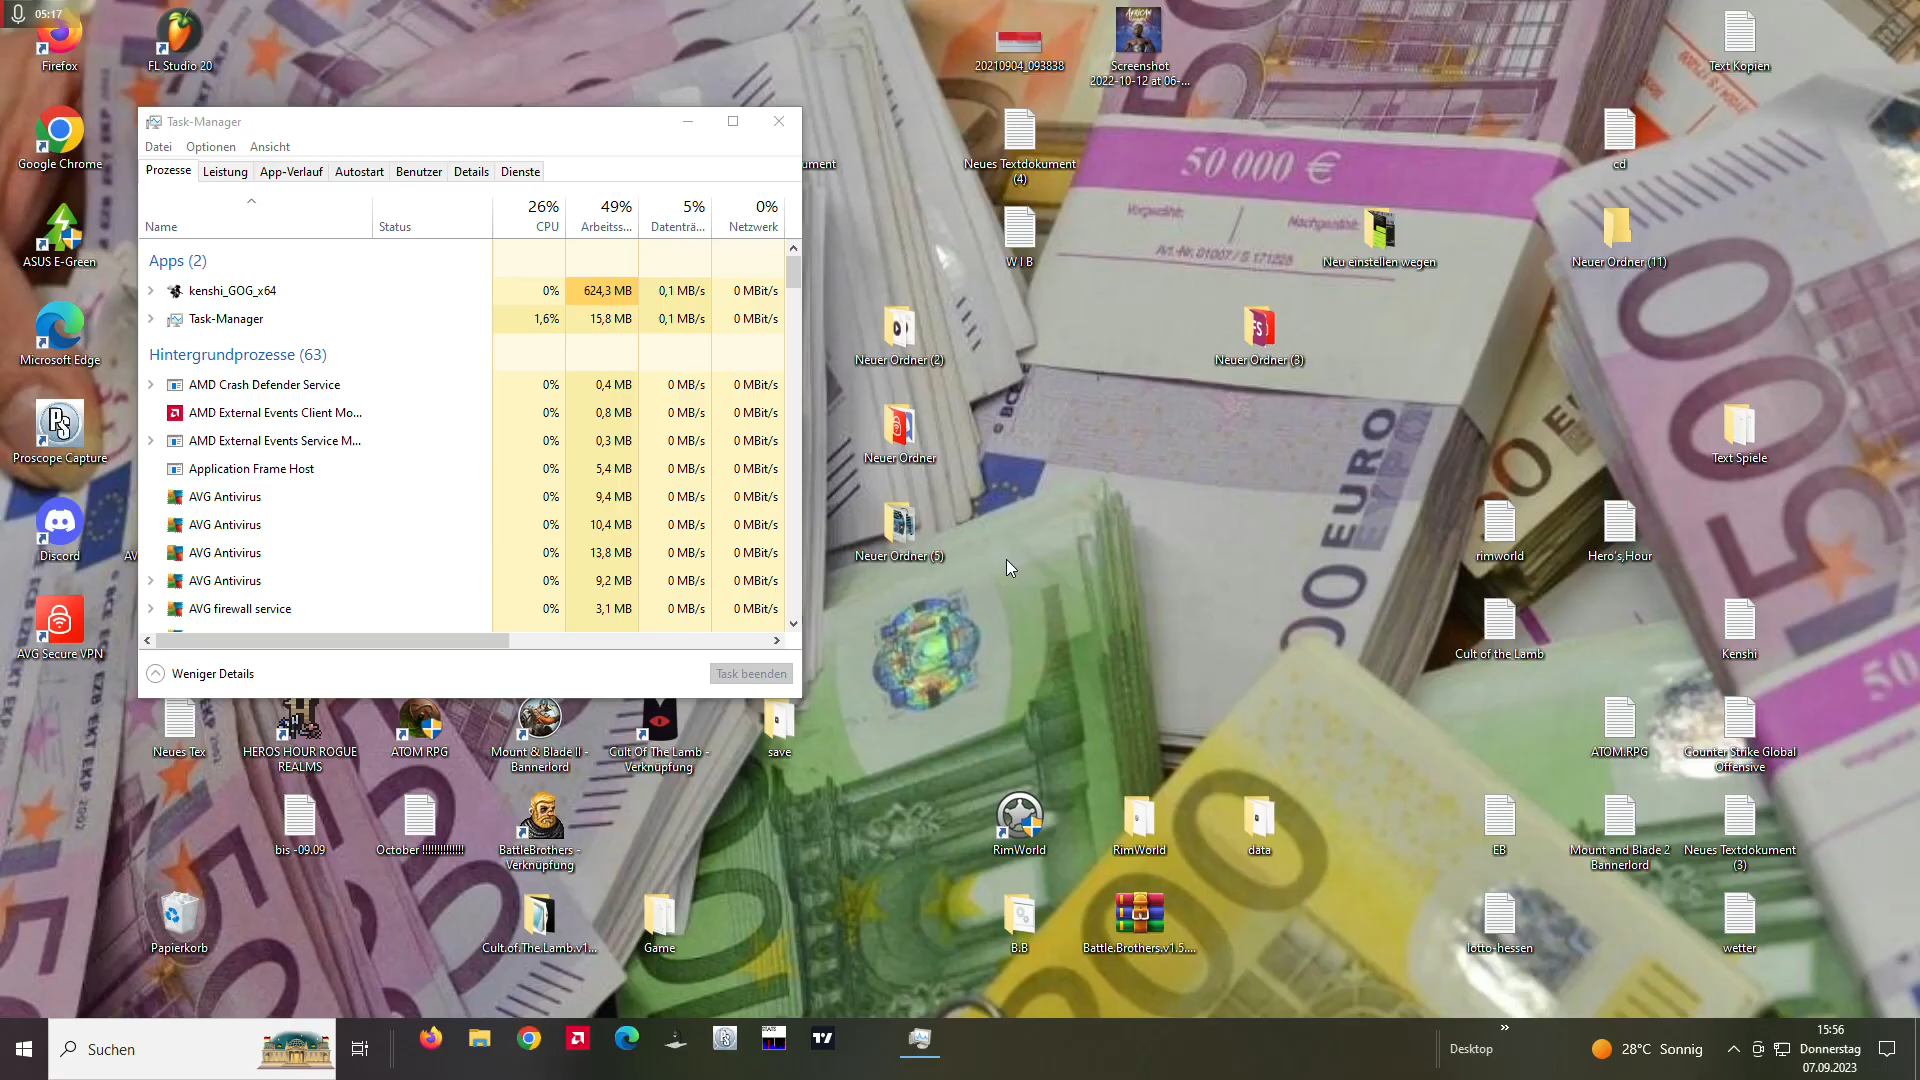 05:17
Firefox
FL Studio 20
20210904_093838
Screenshot
2022-10-12 at 06-...
Text Kopien
Task-Manager
Datei Optionen Ansicht
Prozesse Leistung App-Verlauf Autostart Benutzer Details Dienste
26% 49% 5% 0%
Name Status CPU Arbeitss... Datenträ... Netzwerk
Apps (2)
kenshi_GOG_x64 0% 624,3 MB 0,1 MB/s 0 MBit/s
Task-Manager 1,6% 15,8 MB 0,1 MB/s 0 MBit/s
Hintergrundprozesse (63)
AMD Crash Defender Service 0% 0,4 MB 0 MB/s 0 MBit/s
AMD External Events Client Mo... 0% 0,8 MB 0 MB/s 0 MBit/s
AMD External Events Service M... 0% 0,3 MB 0 MB/s 0 MBit/s
Application Frame Host 0% 5,4 MB 0 MB/s 0 MBit/s
AVG Antivirus 0% 9,4 MB 0 MB/s 0 MBit/s
AVG Antivirus 0% 10,4 MB 0 MB/s 0 MBit/s
AVG Antivirus 0% 13,8 MB 0 MB/s 0 MBit/s
AVG Antivirus 0% 9,2 MB 0 MB/s 0 MBit/s
AVG firewall service 0% 3,1 MB 0 MB/s 0 MBit/s
Weniger Details Task beenden
Google Chrome
ument
Neues Textdokument
(4)
cd
50 000 €
ASUS E-Green
W I B
Neu einstellen wegen
Neuer Ordner (11)
Microsoft Edge
Neuer Ordner (2)
Neuer Ordner (3)
Proscope Capture
Neuer Ordner
Text Spiele
EURO
Discord
AV
Neuer Ordner (5)
rimworld
Hero's,Hour
AVG Secure VPN
Cult of the Lamb
Kenshi
Neues Tex
HEROS HOUR ROGUE
REALMS
ATOM RPG
Mount & Blade II -
Bannerlord
Cult Of The Lamb -
Verknüpfung
save
ATOM.RPG
Counter Strike Global
Offensive
bis -09.09
October !!!!!!!!!!!!!!
BattleBrothers -
Verknüpfung
RimWorld
RimWorld
data
EB
Mount and Blade 2
Bannerlord
Neues Textdokument
(3)
Papierkorb
Cult.of.The.Lamb.v1...
Game
B.B
Battle.Brothers.v1.5....
lotto-hessen
wetter
Suchen
Desktop
28°C Sonnig
15:56
Donnerstag
07.09.2023